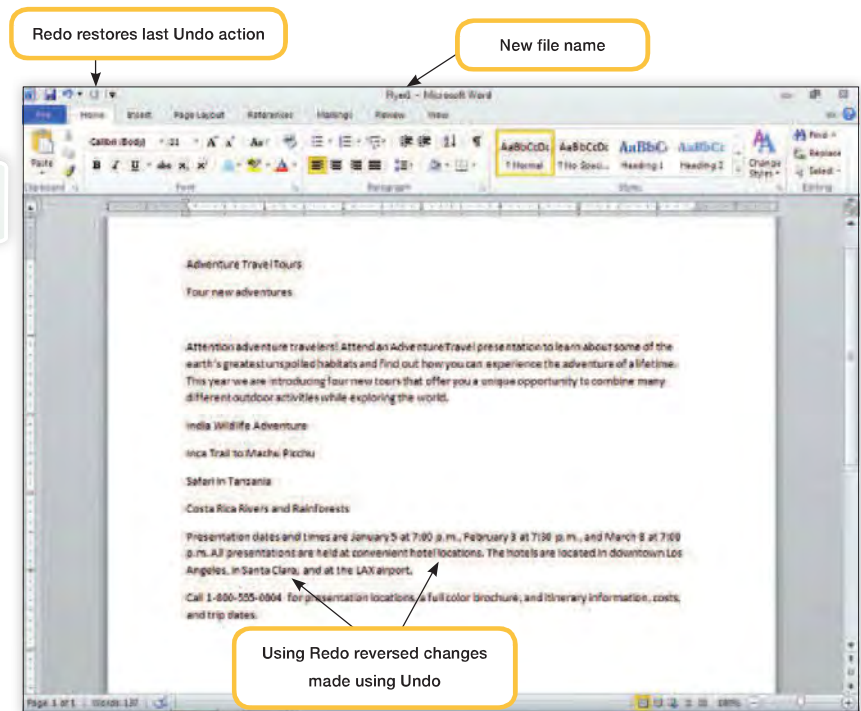 Redo restores last Undo action
New file name
Flyer1 - Microsoft Word
File Home Insert Page Layout References Mailings Review View
Paste
Calibri (Body) 11
AaBbCcDc AaBbCcDc AaBbC AaBbCc
¶ Normal ¶ No Spaci... Heading 1 Heading 2
Change Styles
Find
Replace
Select
Clipboard Font Paragraph Styles Editing
Adventure Travel Tours
Four new adventures
Attention adventure travelers! Attend an Adventure Travel presentation to learn about some of the
earth's greatest unspoiled habitats and find out how you can experience the adventure of a lifetime.
This year we are introducing four new tours that offer you a unique opportunity to combine many
different outdoor activities while exploring the world.
India Wildlife Adventure
Inca Trail to Machu Picchu
Safari in Tanzania
Costa Rica Rivers and Rainforests
Presentation dates and times are January 5 at 7:00 p.m., February 3 at 7:30 p.m., and March 8 at 7:00
p.m. All presentations are held at convenient hotel locations. The hotels are located in downtown Los
Angeles, in Santa Clara, and at the LAX airport.
Call 1-800-555-0004 for presentation locations, a full color brochure, and itinerary information, costs,
and trip dates.
Using Redo reversed changes
made using Undo
Page: 1 of 1 Words: 137 100%